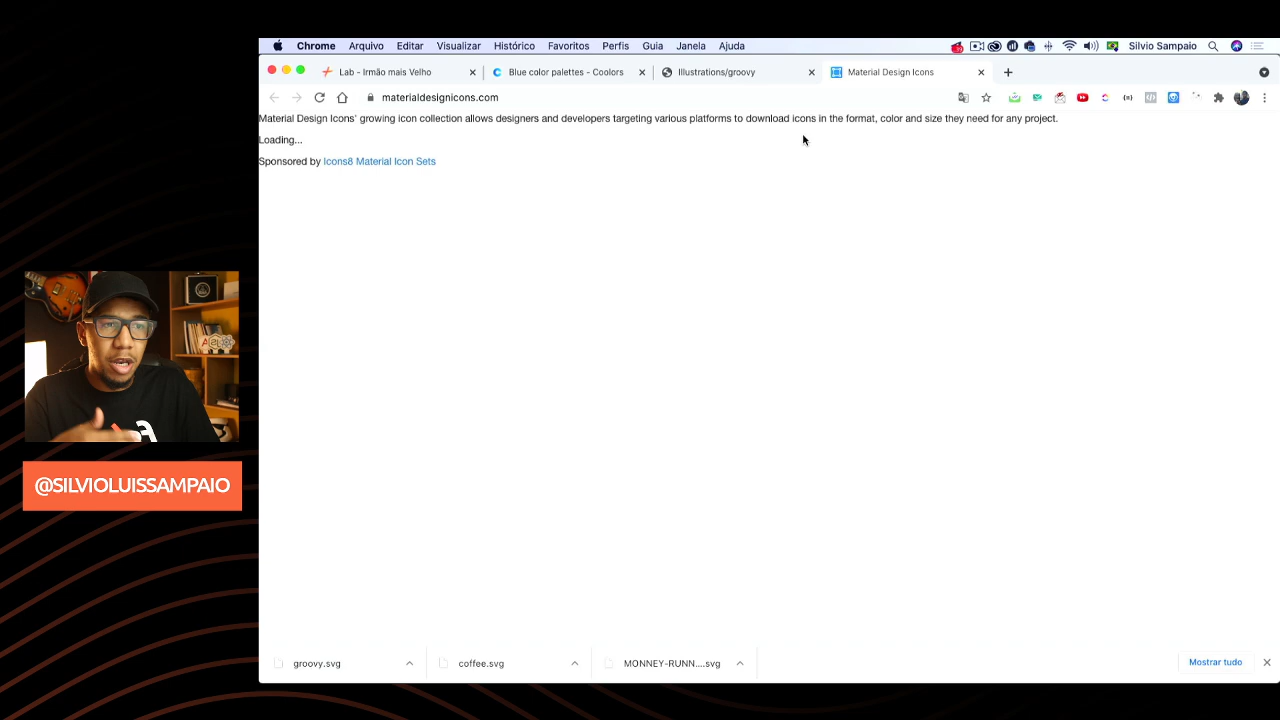 Chrome Arquivo Editar Visualizar Histórico Favoritos Perfis Guia Janela Ajuda Silvio Sampaio
Lab - Irmão mais Velho Blue color palettes - Coolors Illustrations/groovy Material Design Icons
materialdesignicons.com
Material Design Icons' growing icon collection allows designers and developers targeting various platforms to download icons in the format, color and size they need for any project.
Loading...
Sponsored by Icons8 Material Icon Sets
@SILVIOLUISSAMPAIO
groovy.svg coffee.svg MONNEY-RUNN....svg Mostrar tudo